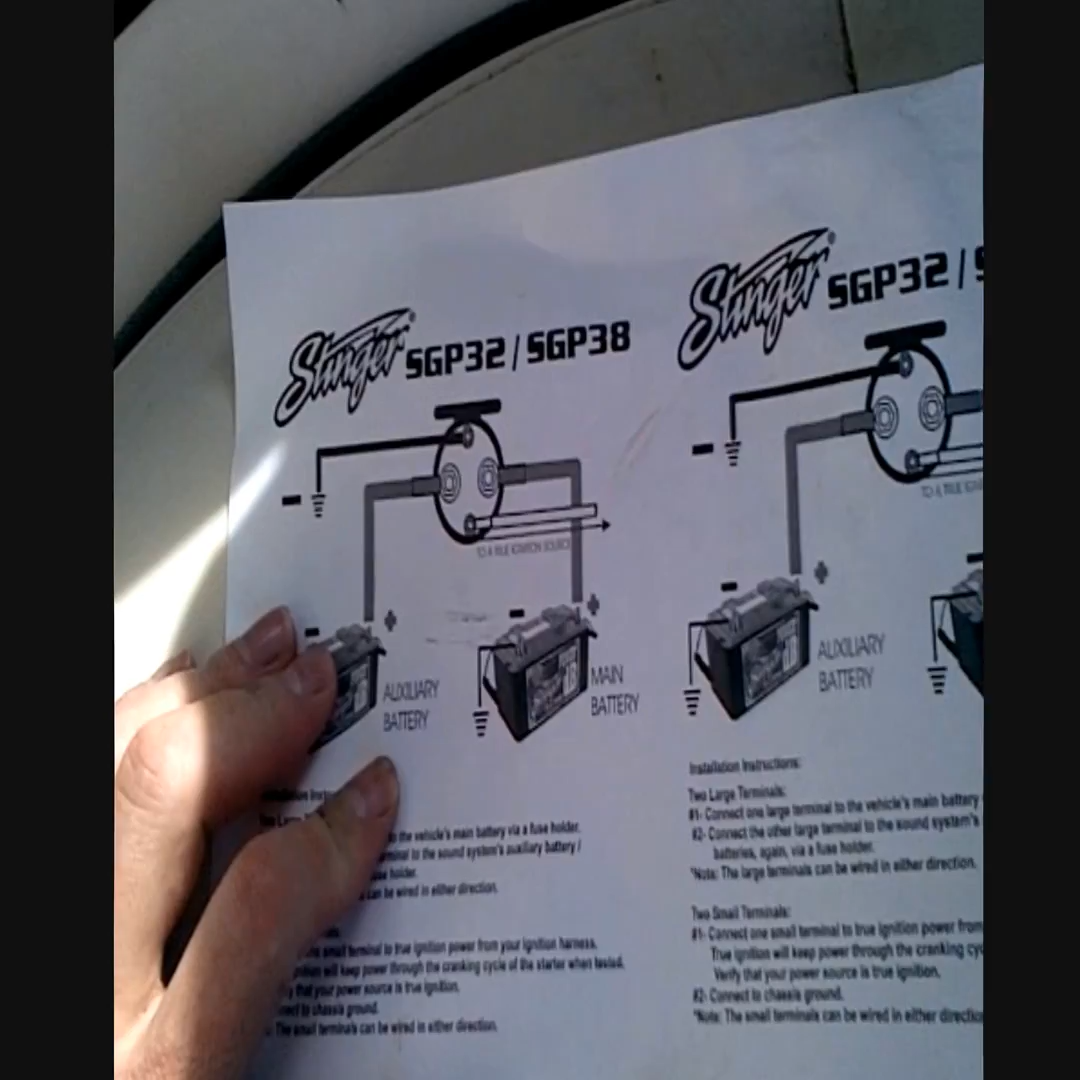 Stinger® SGP32 / SGP38
TO A TRUE IGNITION SOURCE
AUXILIARY
BATTERY
MAIN
BATTERY
the vehicle's main battery via a fuse holder.
to the sound system's auxiliary battery /
holder.
can be wired in either direction.
small terminal to true ignition power from your ignition harness.
will keep power through the cranking cycle of the starter when tested.
that your power source is true ignition.
to chassis ground.
The small terminals can be wired in either direction.
Stinger® SGP32 /
TO A TRUE
AUXILIARY
BATTERY
Installation Instructions:
Two Large Terminals:
#1- Connect one large terminal to the vehicle's main battery
#2- Connect the other large terminal to the sound system's
batteries, again, via a fuse holder.
*Note: The large terminals can be wired in either direction.
Two Small Terminals:
#1- Connect one small terminal to true ignition power from
True ignition will keep power through the cranking
Verify that your power source is true ignition.
#2- Connect to chassis ground.
*Note: The small terminals can be wired in either